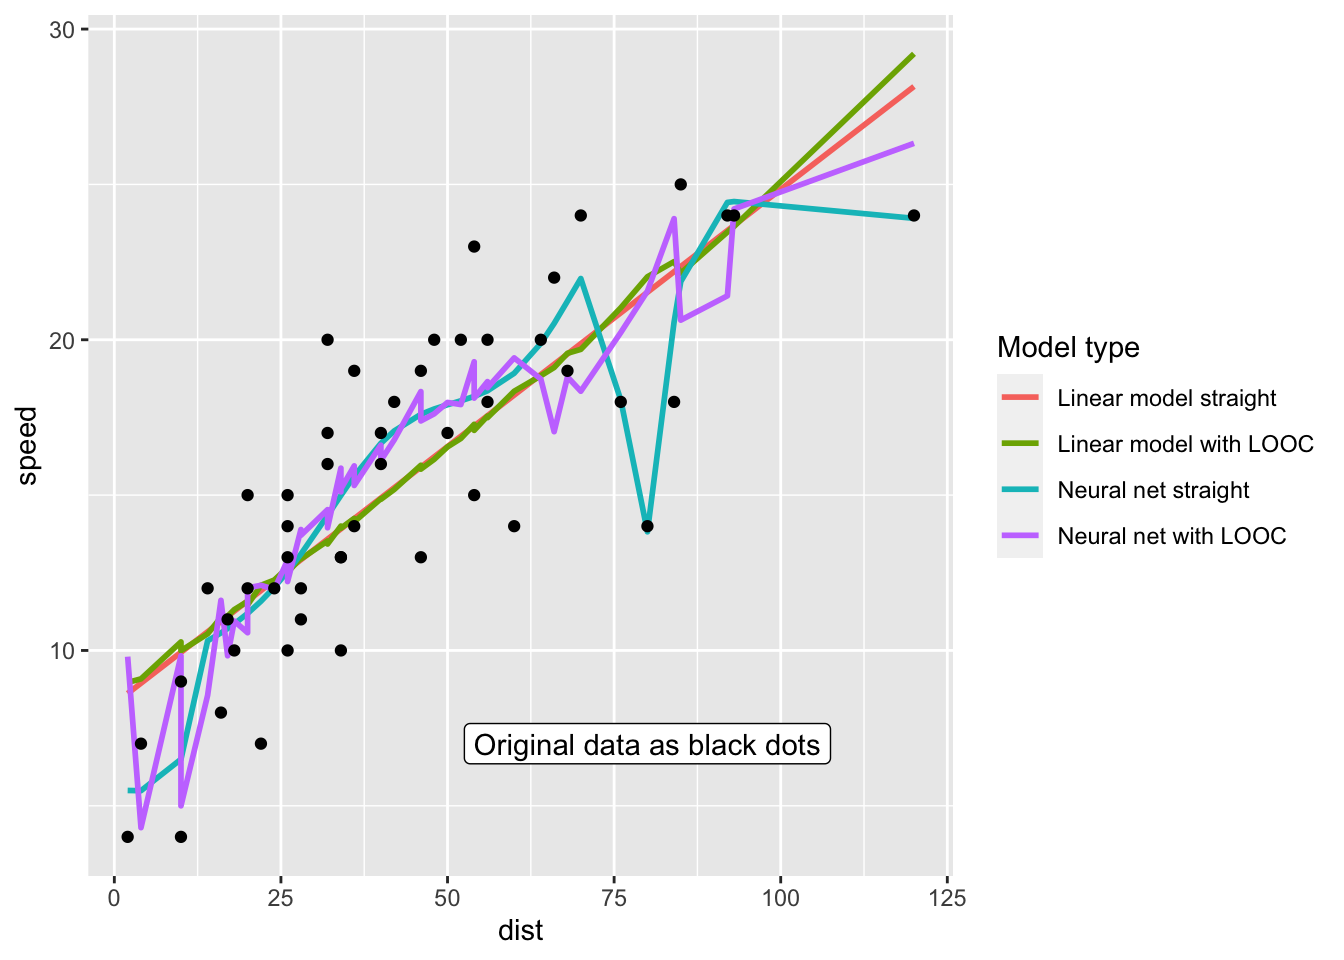 30
20
10
speed
0
25
50
75
100
125
dist
Original data as black dots
Model type
Linear model straight
Linear model with LOOC
Neural net straight
Neural net with LOOC